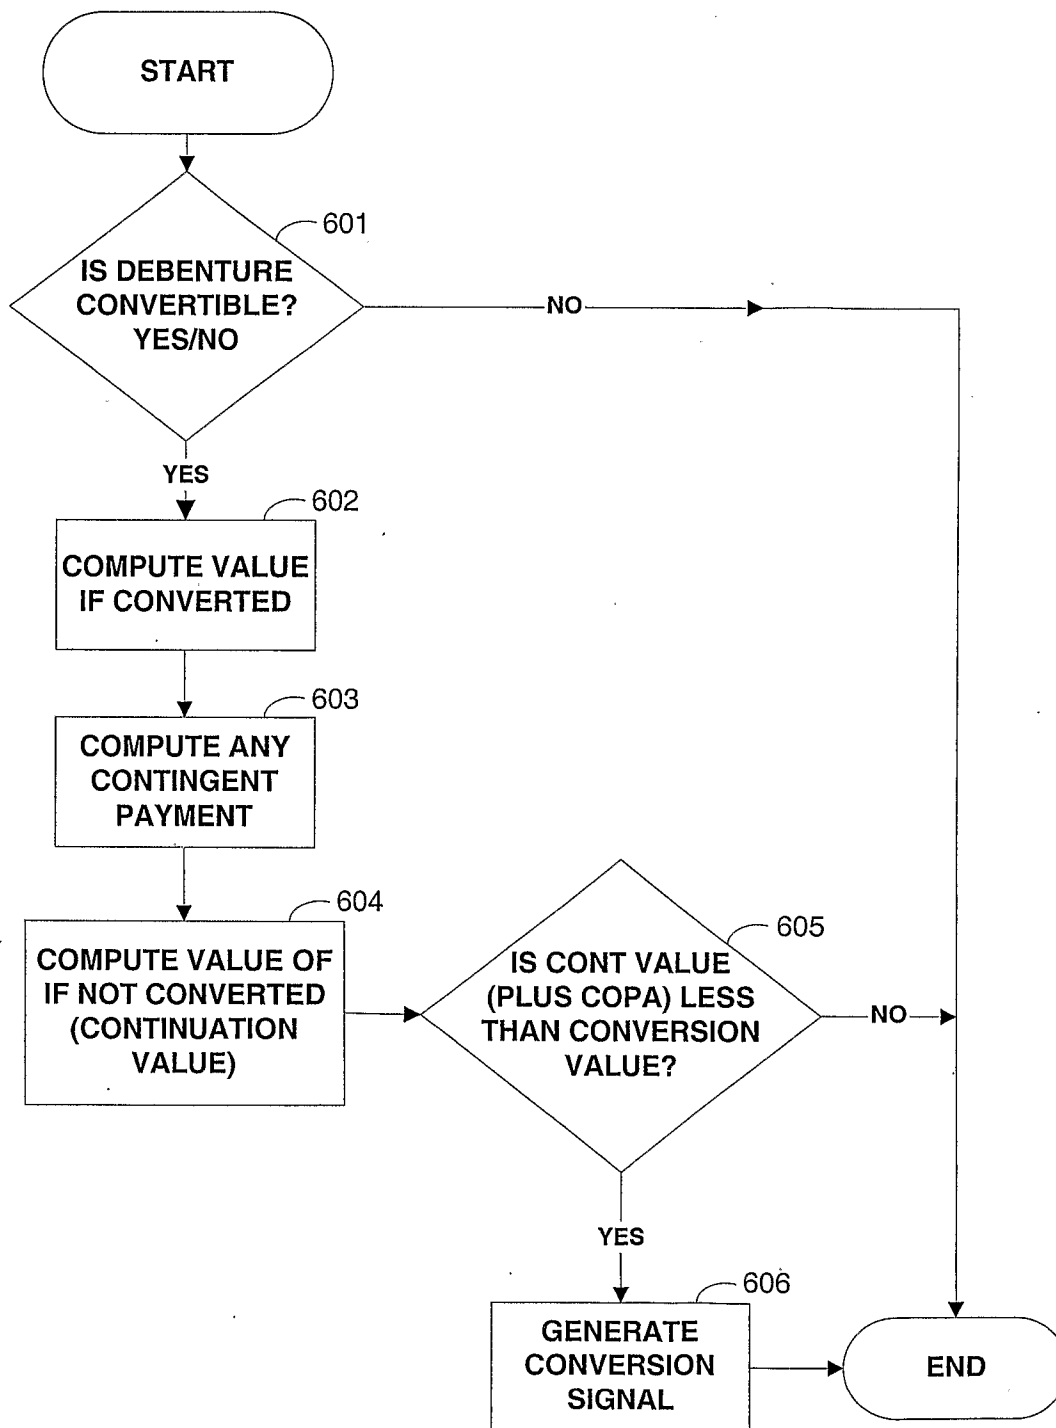 START
601
IS DEBENTURE
CONVERTIBLE?
YES/NO
NO
YES
602
COMPUTE VALUE
IF CONVERTED
603
COMPUTE ANY
CONTINGENT
PAYMENT
604
COMPUTE VALUE OF
IF NOT CONVERTED
(CONTINUATION
VALUE)
605
IS CONT VALUE
(PLUS COPA) LESS
THAN CONVERSION
VALUE?
NO
YES
606
GENERATE
CONVERSION
SIGNAL
END